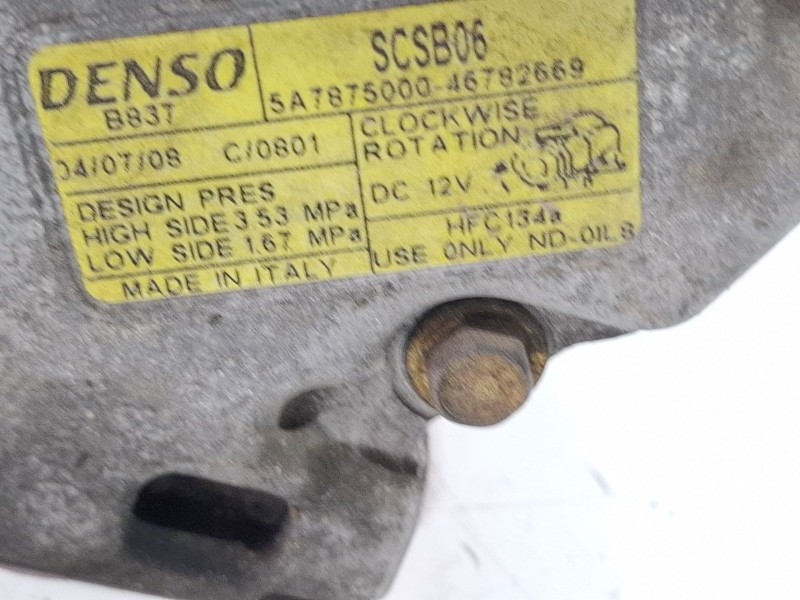 DENSO
B83T
SCSB06
5A7875000-46782669
04/07/08 C/0801
CLOCKWISE
ROTATION
DC 12V
DESIGN PRES
HIGH SIDE 3.53 MPa
LOW SIDE 1.67 MPa
HFC134a
USE ONLY ND-OIL8
MADE IN ITALY